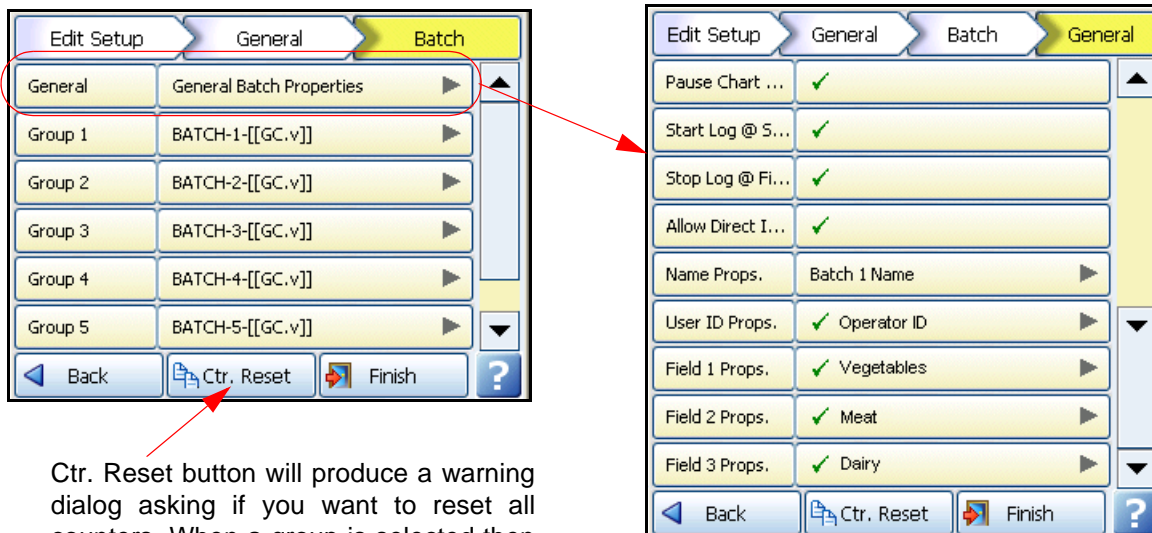 Edit Setup General Batch
General General Batch Properties
Group 1 BATCH-1-[[GC.v]]
Group 2 BATCH-2-[[GC.v]]
Group 3 BATCH-3-[[GC.v]]
Group 4 BATCH-4-[[GC.v]]
Group 5 BATCH-5-[[GC.v]]
Back Ctr. Reset Finish ?
Ctr. Reset button will produce a warning
dialog asking if you want to reset all
counters. When a group is selected then
Edit Setup General Batch General
Pause Chart ... ✓
Start Log @ S... ✓
Stop Log @ Fi... ✓
Allow Direct I... ✓
Name Props. Batch 1 Name
User ID Props. ✓ Operator ID
Field 1 Props. ✓ Vegetables
Field 2 Props. ✓ Meat
Field 3 Props. ✓ Dairy
Back Ctr. Reset Finish ?